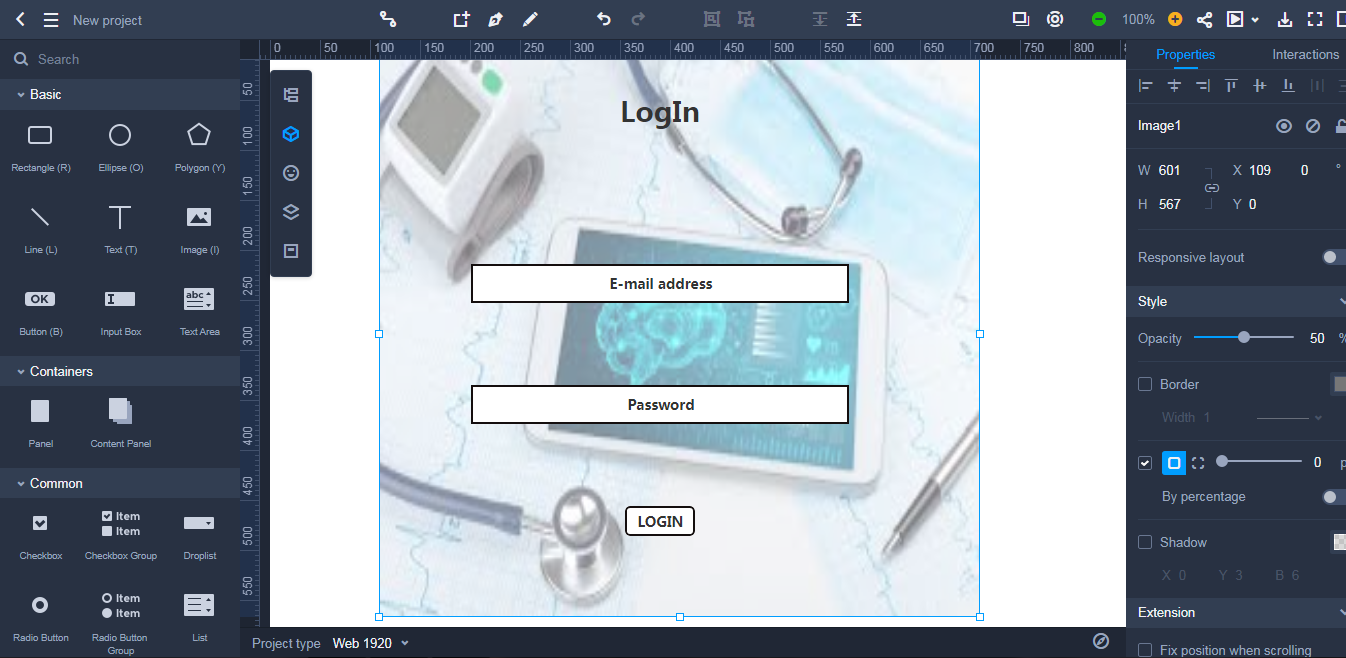 New project
100%
Search
Basic
Rectangle (R)
Ellipse (O)
Polygon (Y)
Line (L)
Text (T)
Image (I)
OK
abc
Button (B)
Input Box
Text Area
Containers
Panel
Content Panel
Common
Item
Item
Checkbox
Checkbox Group
Droplist
Item
Item
Radio Button
Radio Button
Group
List
0 50 100 150 200 250 300 350 400 450 500 550 600 650 700 750 800
50
100
150
200
250
300
350
400
450
500
550
LogIn
E-mail address
Password
LOGIN
Project type Web 1920
Properties Interactions
Image1
W 601 X 109 0 °
H 567 Y 0
Responsive layout
Style
Opacity 50 %
Border
Width 1
0 p
By percentage
Shadow
X 0 Y 3 B 6
Extension
Fix position when scrolling